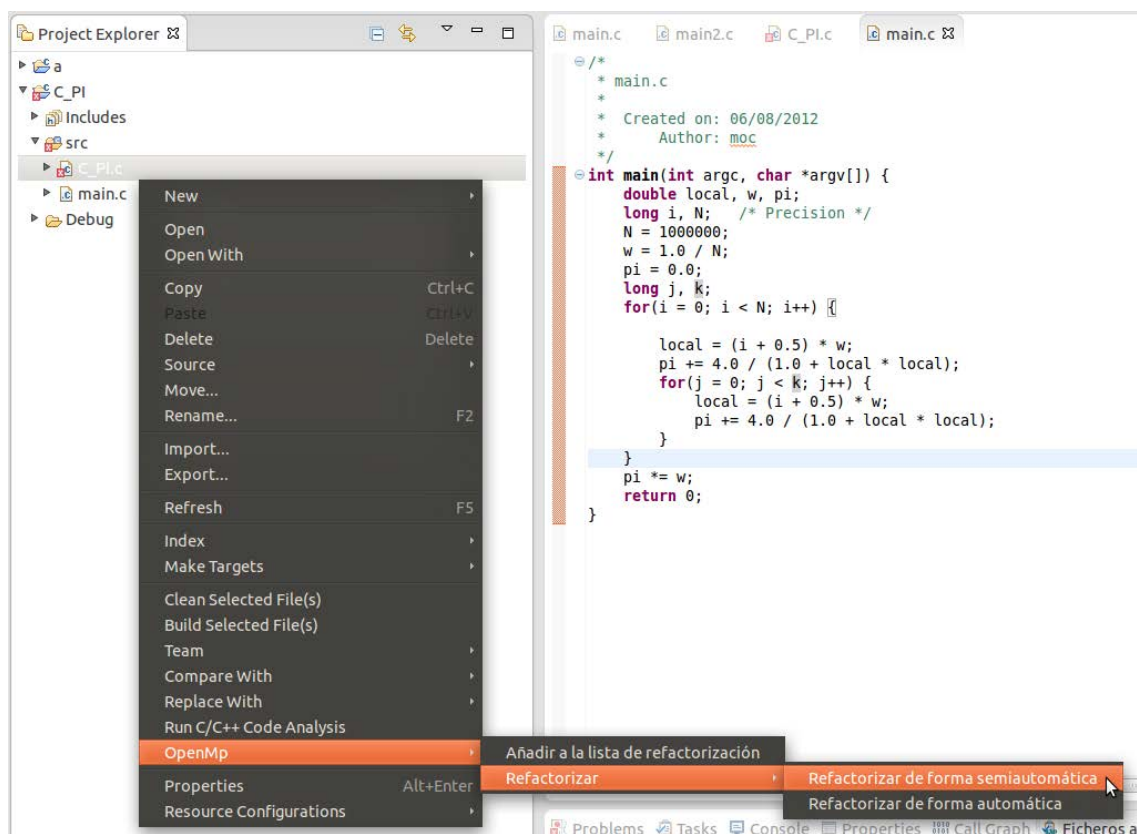 Project Explorer
a
C_PI
Includes
src
C_PI.c
main.c
Debug
New
Open
Open With
Copy Ctrl+C
Paste Ctrl+V
Delete Delete
Source
Move...
Rename... F2
Import...
Export...
Refresh F5
Index
Make Targets
Clean Selected File(s)
Build Selected File(s)
Team
Compare With
Replace With
Run C/C++ Code Analysis
OpenMp
Properties Alt+Enter
Resource Configurations
Añadir a la lista de refactorización
Refactorizar
Refactorizar de forma semiautomática
Refactorizar de forma automática
main.c main2.c C_PI.c main.c
/*
* main.c
*
* Created on: 06/08/2012
* Author: moc
*/
int main(int argc, char *argv[]) {
double local, w, pi;
long i, N; /* Precision */
N = 1000000;
w = 1.0 / N;
pi = 0.0;
long j, k;
for(i = 0; i < N; i++) {
local = (i + 0.5) * w;
pi += 4.0 / (1.0 + local * local);
for(j = 0; j < k; j++) {
local = (i + 0.5) * w;
pi += 4.0 / (1.0 + local * local);
}
}
pi *= w;
return 0;
}
Problems Tasks Console Properties Call Graph Ficheros a